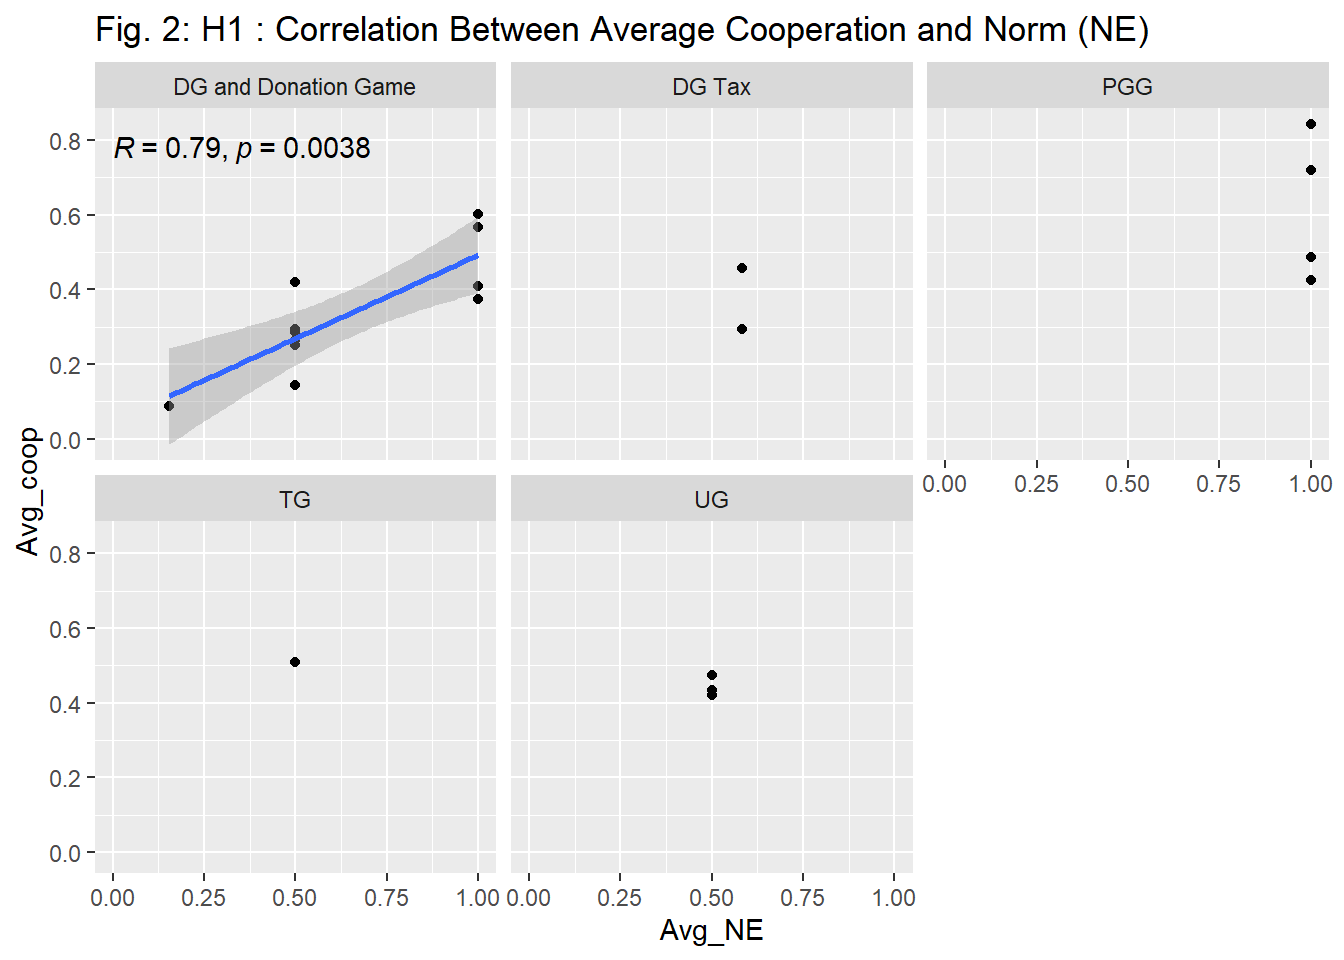 Fig. 2: H1 : Correlation Between Average Cooperation and Norm (NE)
DG and Donation Game
DG Tax
PGG
R = 0.79, p = 0.0038
0.8
0.6
0.4
0.2
0.0
0.00 0.25 0.50 0.75 1.00
Avg_coop
TG
UG
0.8
0.6
0.4
0.2
0.0
0.00 0.25 0.50 0.75 1.00
0.00 0.25 0.50 0.75 1.00
Avg_NE